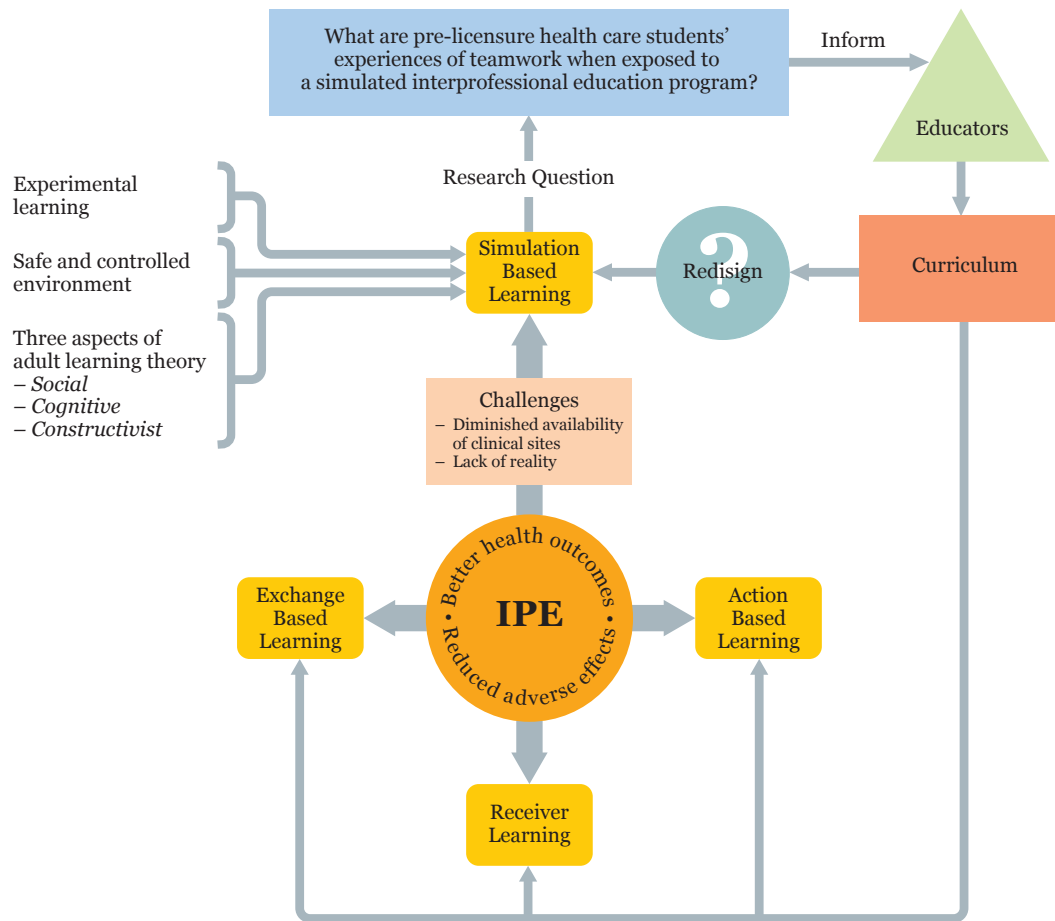 What are pre-licensure health care students’
experiences of teamwork when exposed to
a simulated interprofessional education program?
Inform
Educators
Research Question
Experimental
learning
Safe and controlled
environment
Three aspects of
adult learning theory
– Social
– Cognitive
– Constructivist
Simulation
Based
Learning
?
Redisign
Curriculum
Challenges
– Diminished availability
of clinical sites
– Lack of reality
Exchange
Based
Learning
• Better health outcomes •
IPE
Reduced adverse effects
Action
Based
Learning
Receiver
Learning